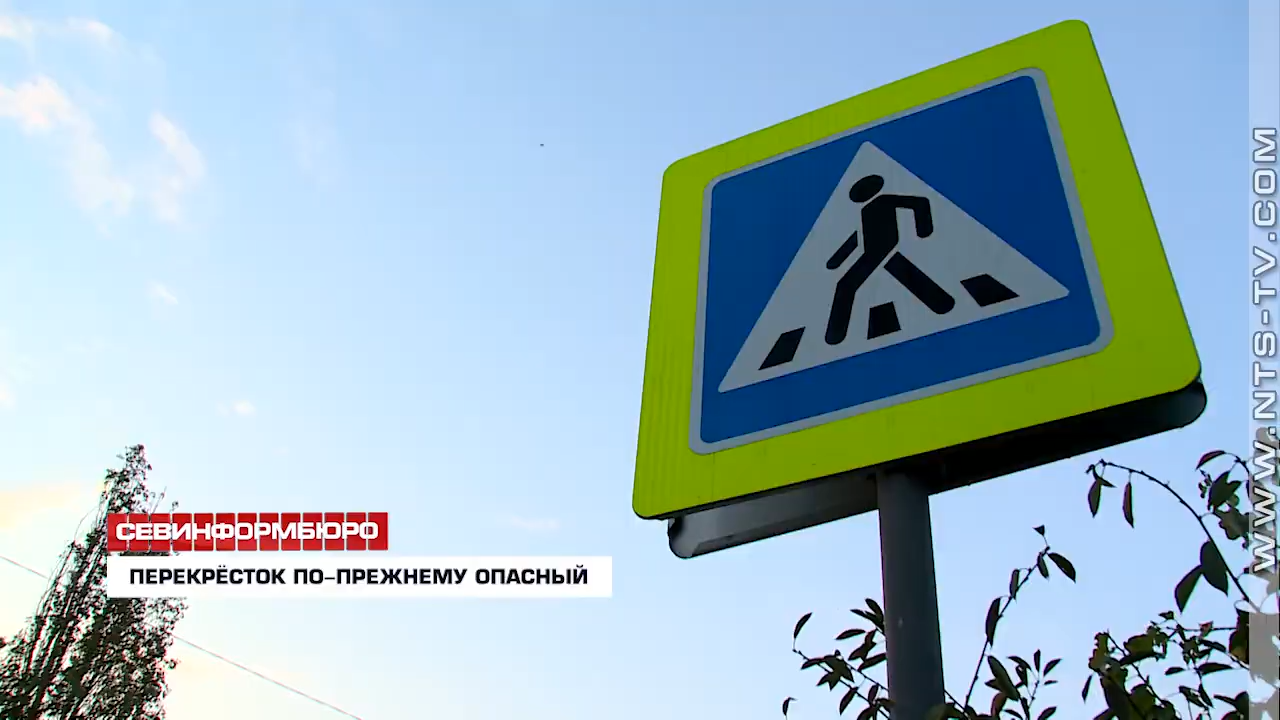 СЕВИНФОРМБЮРО
ПЕРЕКРЁСТОК ПО-ПРЕЖНЕМУ ОПАСНЫЙ
WWW.NTS-TV.COM